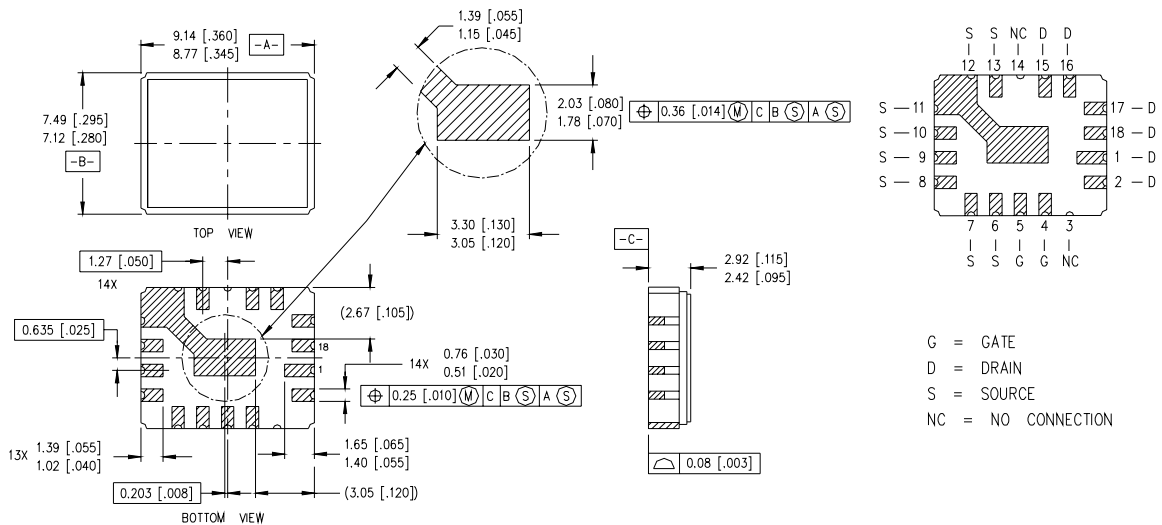 9.14 [.360]
8.77 [.345]
-A-
7.49 [.295]
7.12 [.280]
-B-
TOP VIEW
1.39 [.055]
1.15 [.045]
2.03 [.080]
1.78 [.070]
⌖ 0.36 [.014] Ⓜ C B Ⓢ A Ⓢ
3.30 [.130]
3.05 [.120]
1.27 [.050]
14X
0.635 [.025]
(2.67 [.105])
18
1
14X
0.76 [.030]
0.51 [.020]
⌖ 0.25 [.010] Ⓜ C B Ⓢ A Ⓢ
13X 1.39 [.055]
1.02 [.040]
1.65 [.065]
1.40 [.055]
0.203 [.008]
(3.05 [.120])
BOTTOM VIEW
-C-
2.92 [.115]
2.42 [.095]
⌓ 0.08 [.003]
S S NC D D
12 13 14 15 16
S — 11
S — 10
S — 9
S — 8
17 — D
18 — D
1 — D
2 — D
7 6 5 4 3
S S G G NC
G = GATE
D = DRAIN
S = SOURCE
NC = NO CONNECTION